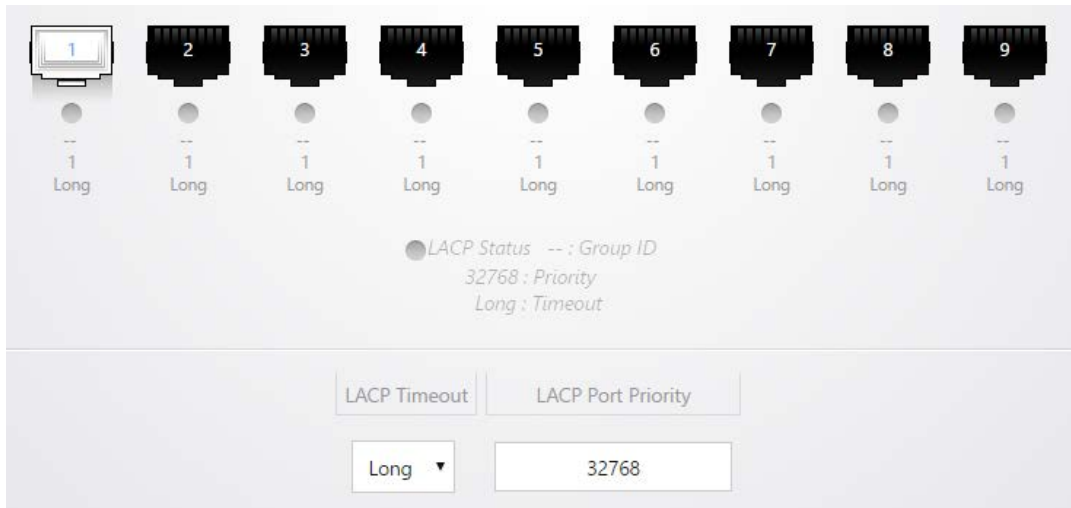 1 2 3 4 5 6 7 8 9
-- -- -- -- -- -- -- -- --
1 1 1 1 1 1 1 1 1
Long Long Long Long Long Long Long Long Long
LACP Status -- : Group ID
32768 : Priority
Long : Timeout
LACP Timeout LACP Port Priority
Long 32768